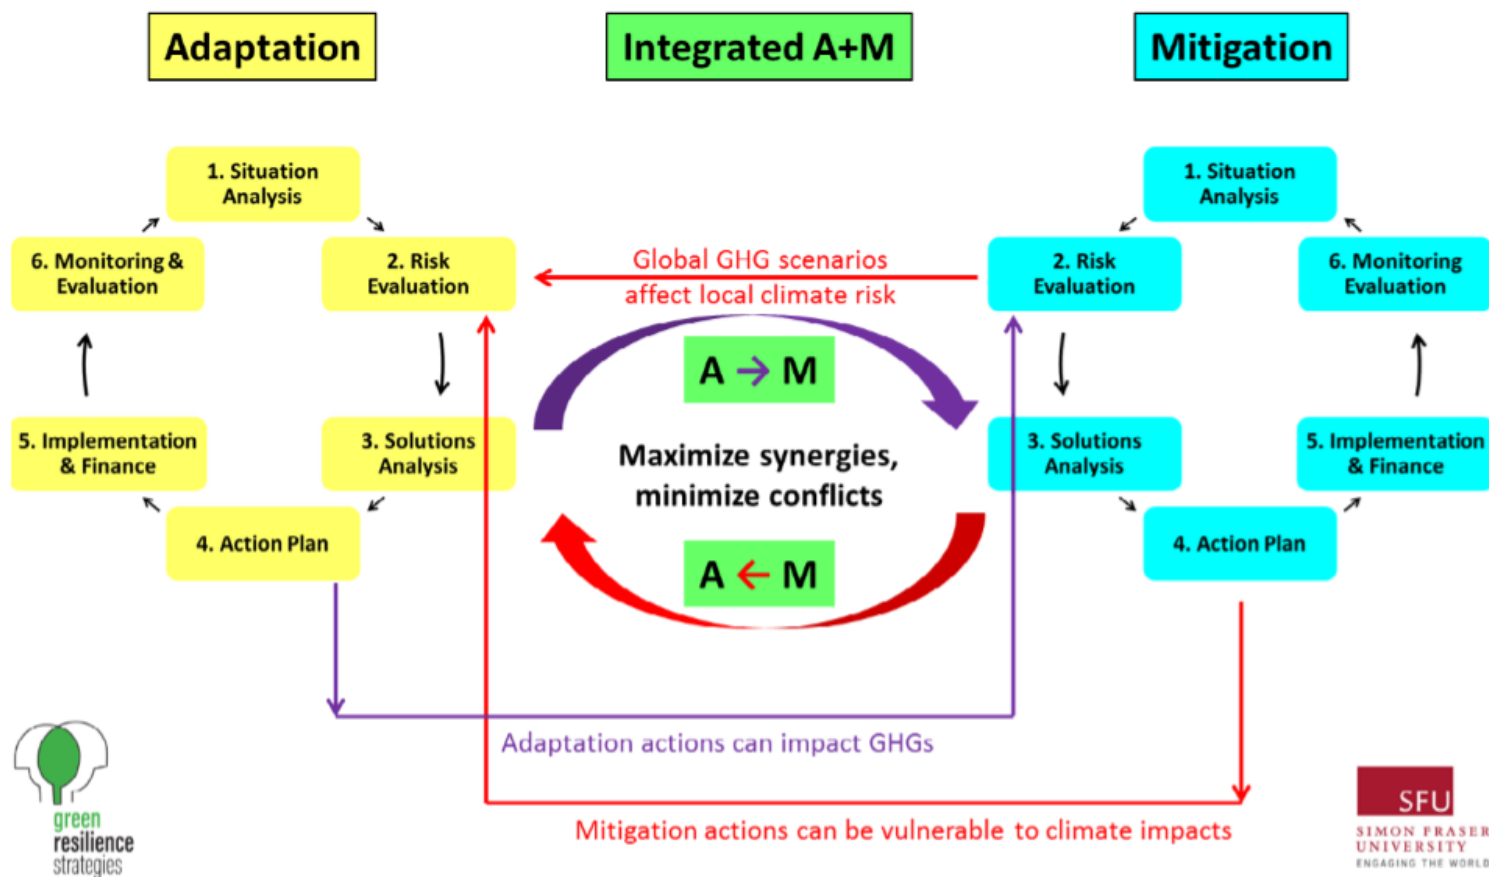 Adaptation
Integrated A+M
Mitigation
1. Situation
Analysis
2. Risk
Evaluation
3. Solutions
Analysis
4. Action Plan
5. Implementation
& Finance
6. Monitoring &
Evaluation
Global GHG scenarios
affect local climate risk
A → M
Maximize synergies,
minimize conflicts
A ← M
1. Situation
Analysis
2. Risk
Evaluation
3. Solutions
Analysis
4. Action Plan
5. Implementation
& Finance
6. Monitoring
Evaluation
Adaptation actions can impact GHGs
Mitigation actions can be vulnerable to climate impacts
green
resilience
strategies
SFU
SIMON FRASER
UNIVERSITY
ENGAGING THE WORLD